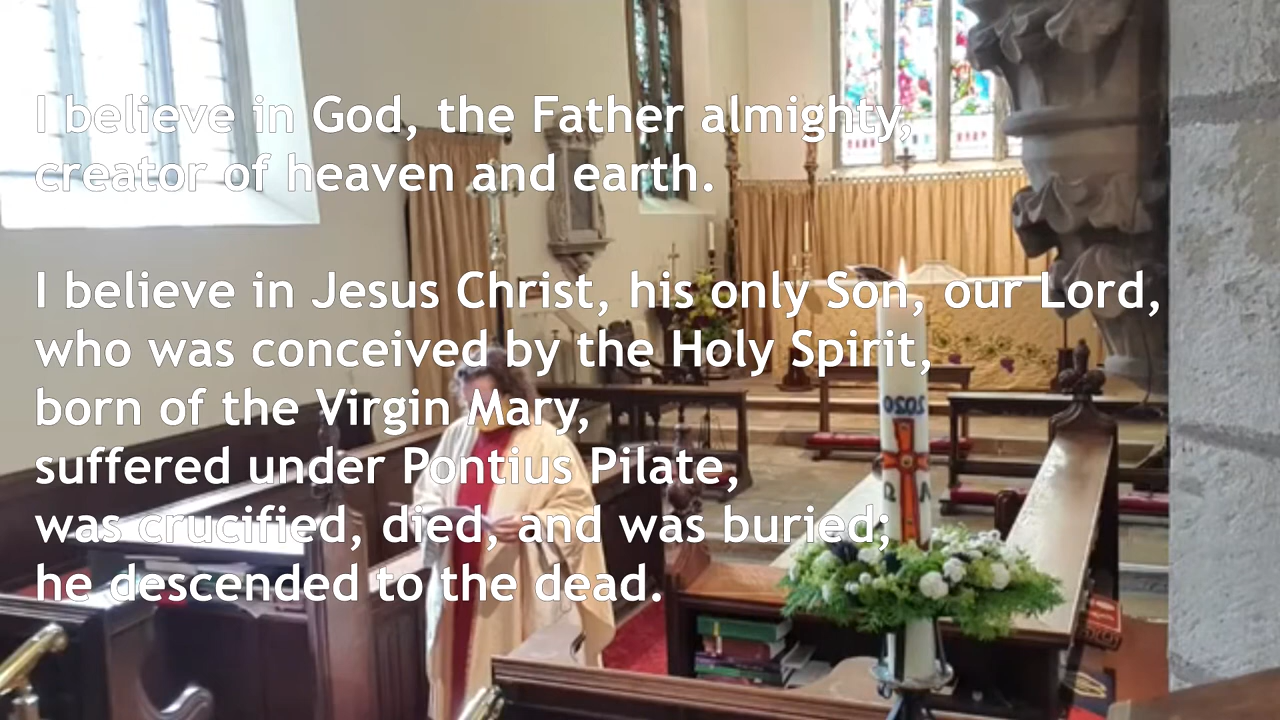 I believe in God, the Father almighty,
creator of heaven and earth.
I believe in Jesus Christ, his only Son, our Lord,
who was conceived by the Holy Spirit,
born of the Virgin Mary,
suffered under Pontius Pilate,
was crucified, died, and was buried;
he descended to the dead.
2020
Ω Α